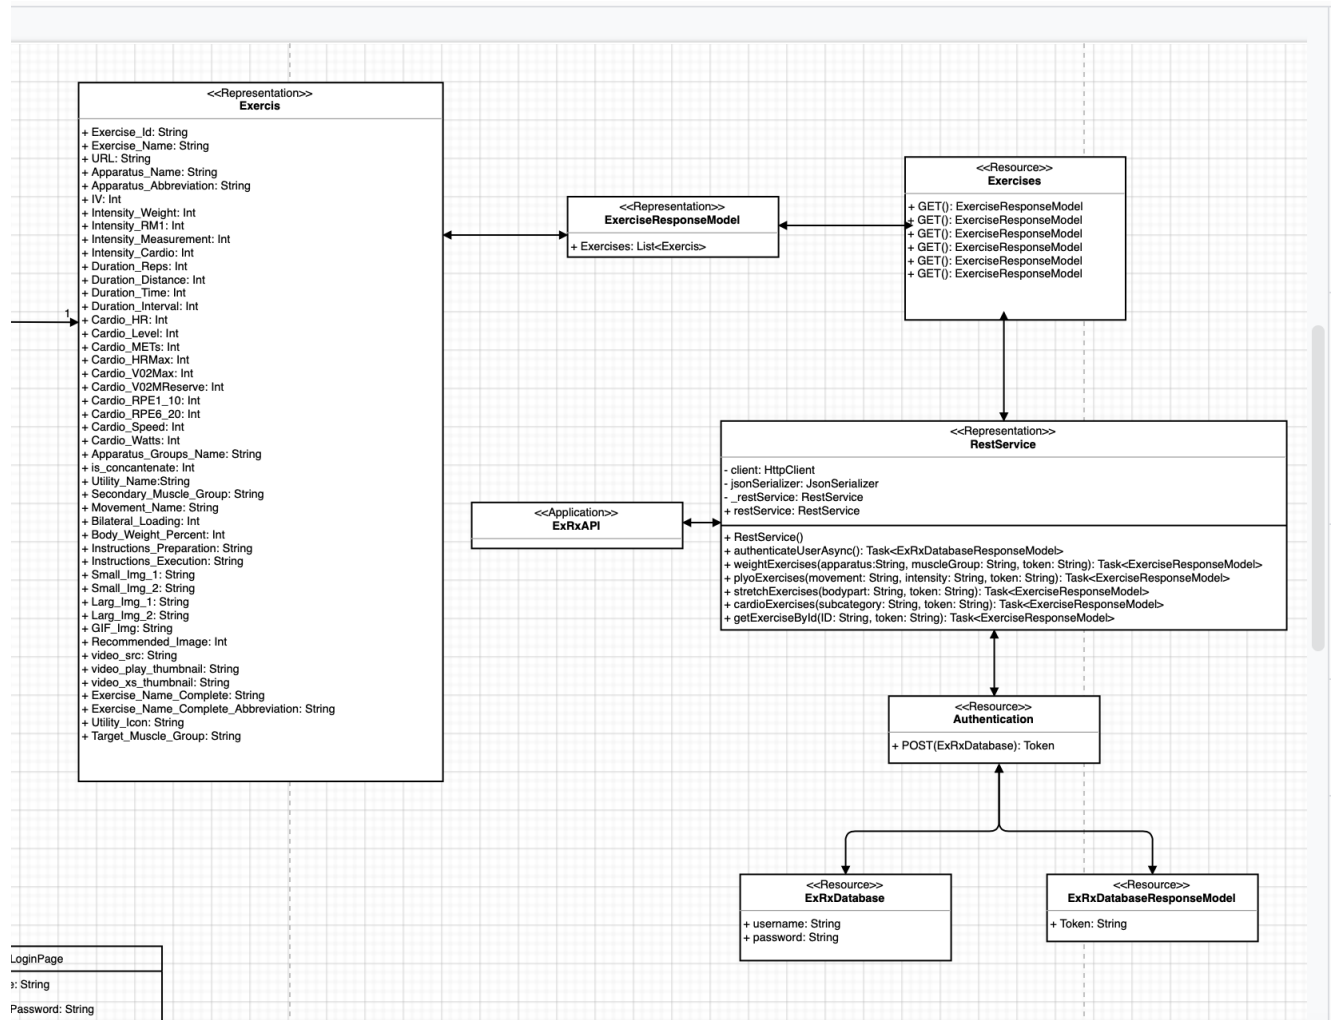 <<Representation>>
Exercis
+ Exercise_Id: String
+ Exercise_Name: String
+ URL: String
+ Apparatus_Name: String
+ Apparatus_Abbreviation: String
+ IV: Int
+ Intensity_Weight: Int
+ Intensity_RM1: Int
+ Intensity_Measurement: Int
+ Intensity_Cardio: Int
+ Duration_Reps: Int
+ Duration_Distance: Int
+ Duration_Time: Int
+ Duration_Interval: Int
+ Cardio_HR: Int
+ Cardio_Level: Int
+ Cardio_METs: Int
+ Cardio_HRMax: Int
+ Cardio_V02Max: Int
+ Cardio_V02MReserve: Int
+ Cardio_RPE1_10: Int
+ Cardio_RPE6_20: Int
+ Cardio_Speed: Int
+ Cardio_Watts: Int
+ Apparatus_Groups_Name: String
+ is_concantenate: Int
+ Utility_Name:String
+ Secondary_Muscle_Group: String
+ Movement_Name: String
+ Bilateral_Loading: Int
+ Body_Weight_Percent: Int
+ Instructions_Preparation: String
+ Instructions_Execution: String
+ Small_Img_1: String
+ Small_Img_2: String
+ Larg_Img_1: String
+ Larg_Img_2: String
+ GIF_Img: String
+ Recommended_Image: Int
+ video_src: String
+ video_play_thumbnail: String
+ video_xs_thumbnail: String
+ Exercise_Name_Complete: String
+ Exercise_Name_Complete_Abbreviation: String
+ Utility_Icon: String
+ Target_Muscle_Group: String
1
<<Representation>>
ExerciseResponseModel
+ Exercises: List<Exercis>
<<Resource>>
Exercises
+ GET(): ExerciseResponseModel
+ GET(): ExerciseResponseModel
+ GET(): ExerciseResponseModel
+ GET(): ExerciseResponseModel
+ GET(): ExerciseResponseModel
+ GET(): ExerciseResponseModel
<<Application>>
ExRxAPI
<<Representation>>
RestService
- client: HttpClient
- jsonSerializer: JsonSerializer
- _restService: RestService
+ restService: RestService
+ RestService()
+ authenticateUserAsync(): Task<ExRxDatabaseResponseModel>
+ weightExercises(apparatus:String, muscleGroup: String, token: String): Task<ExerciseResponseModel>
+ plyoExercises(movement: String, intensity: String, token: String): Task<ExerciseResponseModel>
+ stretchExercises(bodypart: String, token: String): Task<ExerciseResponseModel>
+ cardioExercises(subcategory: String, token: String): Task<ExerciseResponseModel>
+ getExerciseById(ID: String, token: String): Task<ExerciseResponseModel>
<<Resource>>
Authentication
+ POST(ExRxDatabase): Token
<<Resource>>
ExRxDatabase
+ username: String
+ password: String
<<Resource>>
ExRxDatabaseResponseModel
+ Token: String
LoginPage
e: String
Password: String